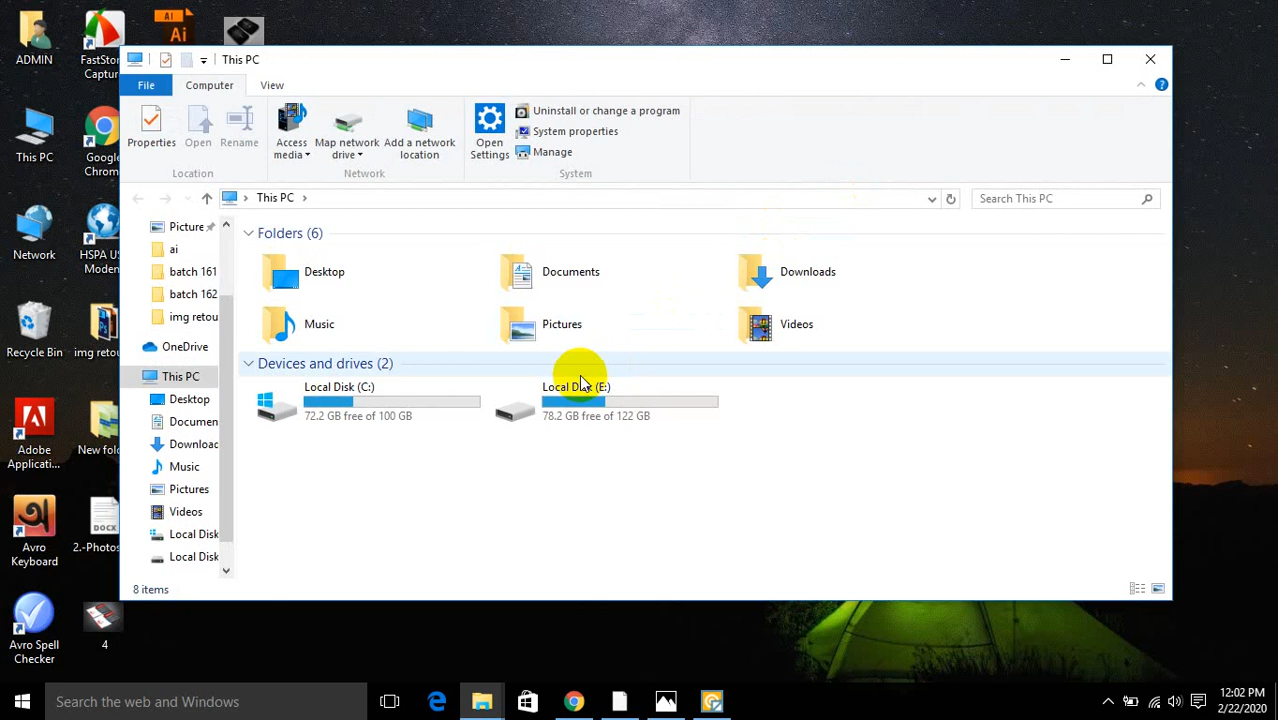 ADMIN
FastStor
Captur
Ai
This PC
File
Computer
View
Properties
Open
Rename
Access
media
Map network
drive
Add a network
location
Open
Settings
Uninstall or change a program
System properties
Manage
Location
Network
System
This PC
Search This PC
This PC
Google
Chrom
Network
HSPA US
Modem
Recycle Bin
img retou
Adobe
Applicati...
New fol
Avro
Keyboard
DOCX
2.-Photos
Avro Spell
Checker
4
Picture
ai
batch 161
batch 162
img retou
OneDrive
This PC
Desktop
Documen
Downloac
Music
Pictures
Videos
Local Disk
Local Disk
Folders (6)
Desktop
Documents
Downloads
Music
Pictures
Videos
Devices and drives (2)
Local Disk (C:)
72.2 GB free of 100 GB
Local Disk (E:)
78.2 GB free of 122 GB
8 items
Search the web and Windows
12:02 PM
2/22/2020